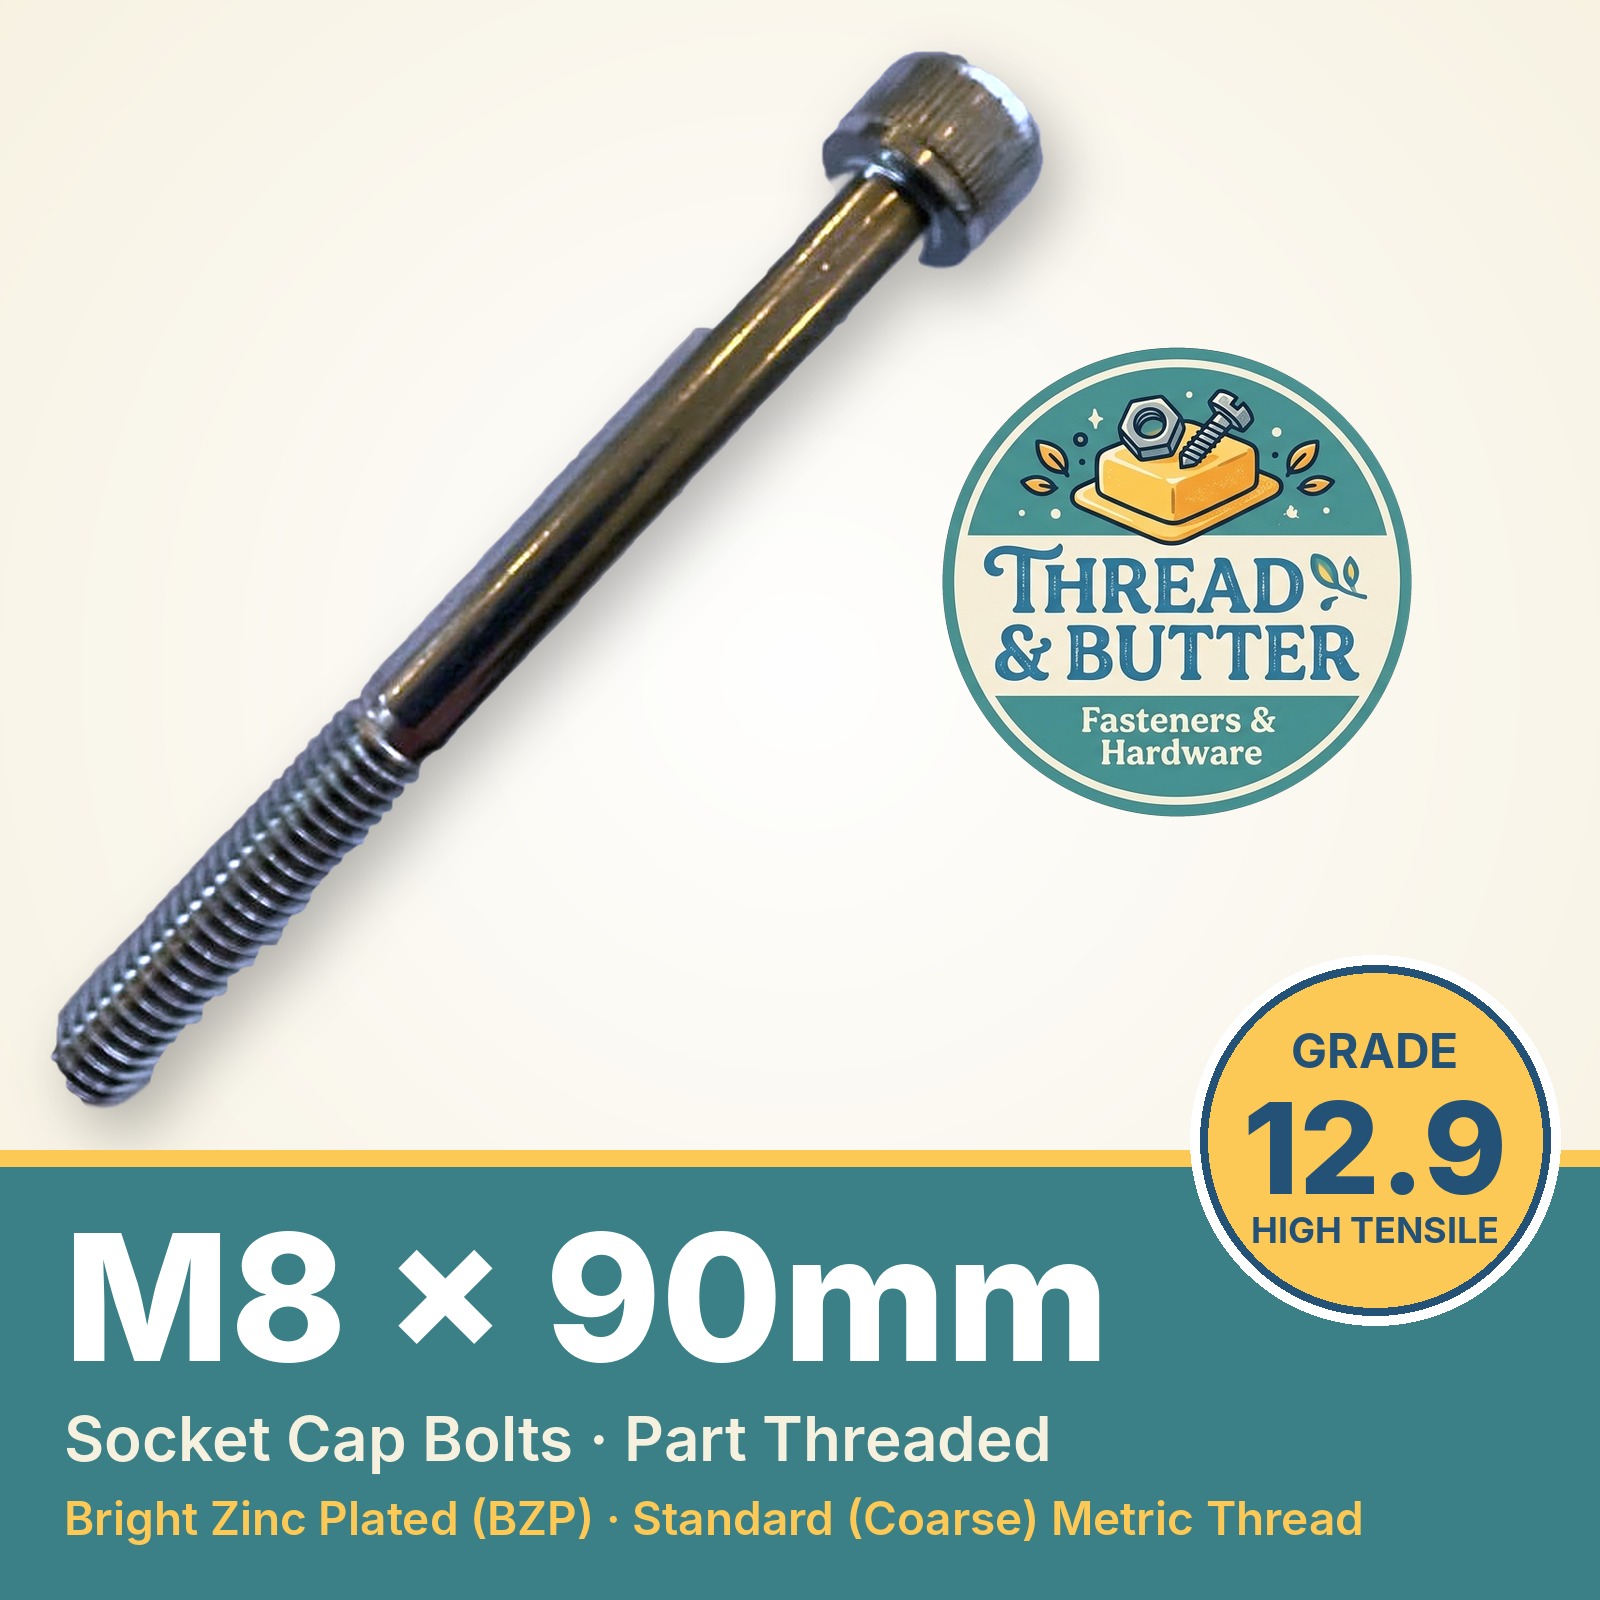 THREAD
& BUTTER
Fasteners &
Hardware
GRADE
12.9
HIGH TENSILE
M8 × 90mm
Socket Cap Bolts · Part Threaded
Bright Zinc Plated (BZP) · Standard (Coarse) Metric Thread